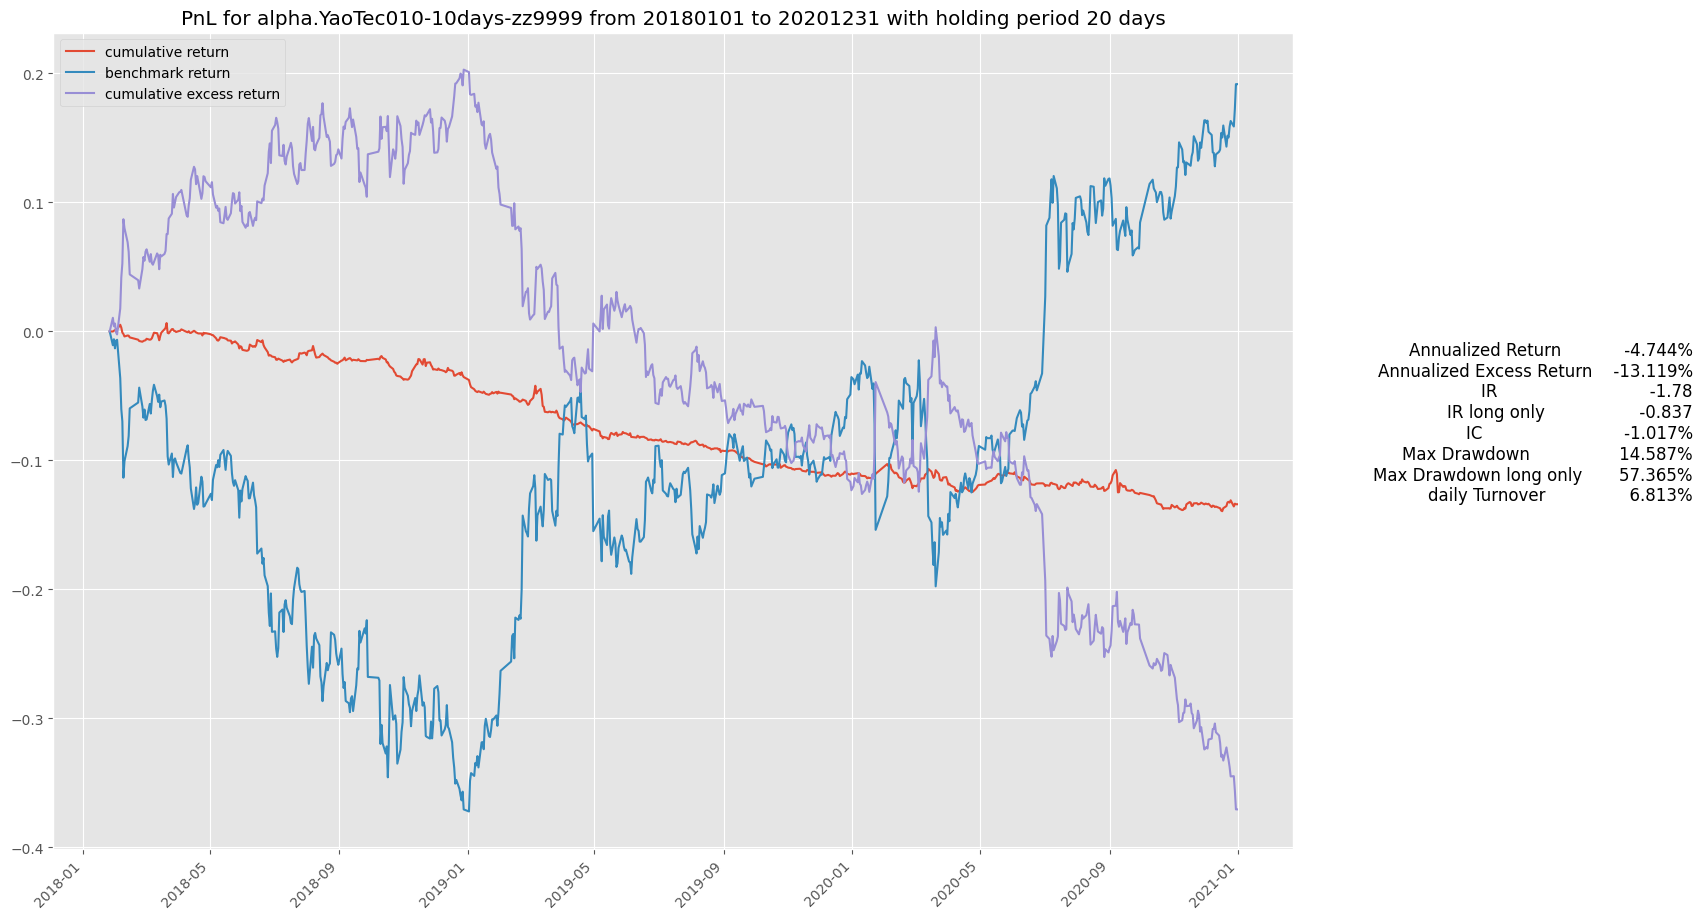 PnL for alpha.YaoTec010-10days-zz9999 from 20180101 to 20201231 with holding period 20 days
cumulative return
benchmark return
cumulative excess return
0.2
0.1
0.0
−0.1
−0.2
−0.3
−0.4
Annualized Return -4.744%
Annualized Excess Return -13.119%
IR -1.78
IR long only -0.837
IC -1.017%
Max Drawdown 14.587%
Max Drawdown long only 57.365%
daily Turnover 6.813%
2018-01
2018-05
2018-09
2019-01
2019-05
2019-09
2020-01
2020-05
2020-09
2021-01